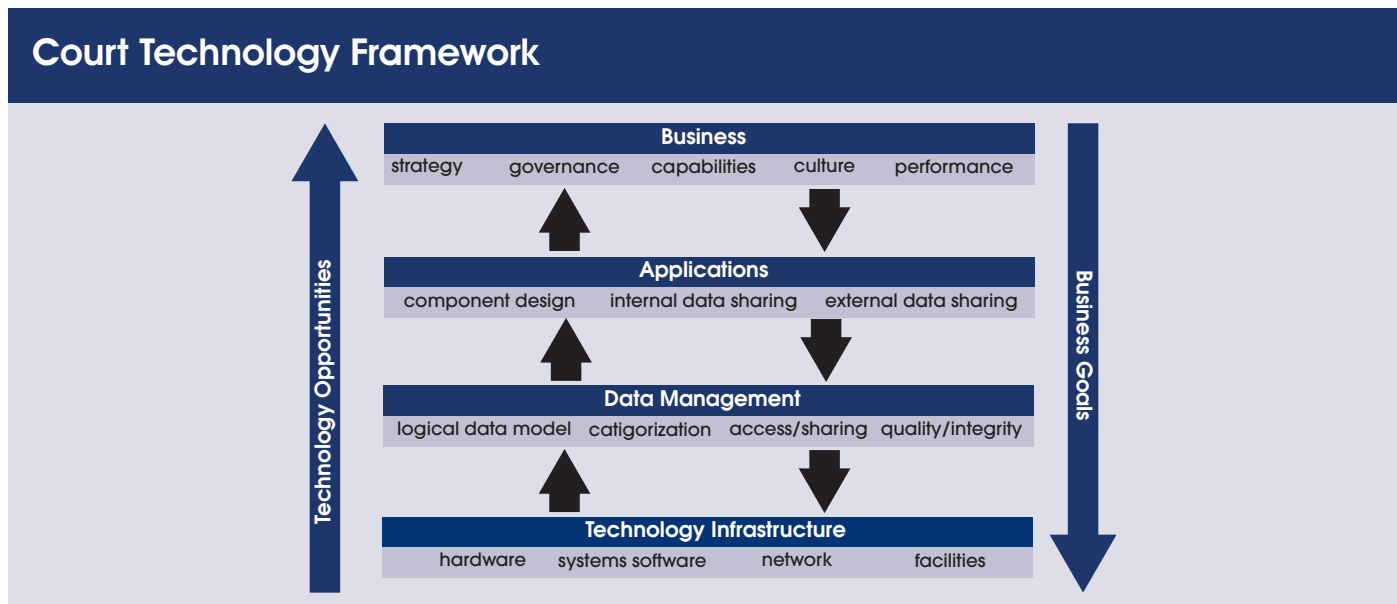 Court Technology Framework
Technology Opportunities
Business
strategy governance capabilities culture performance
Applications
component design internal data sharing external data sharing
Data Management
logical data model catigorization access/sharing quality/integrity
Technology Infrastructure
hardware systems software network facilities
Business Goals